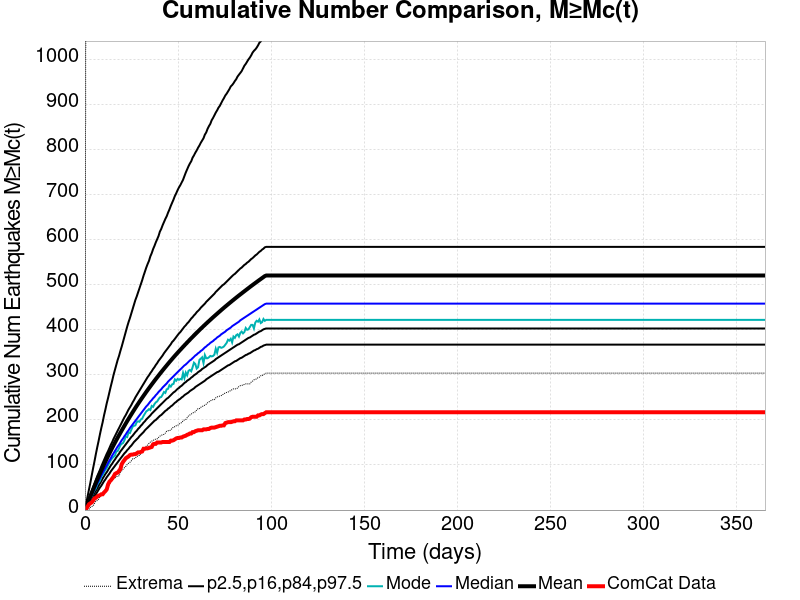 Cumulative Number Comparison, M≥Mc(t)
Cumulative Num Earthquakes M≥Mc(t)
1000
900
800
700
600
500
400
300
200
100
0
0 50 100 150 200 250 300 350
Time (days)
Extrema p2.5,p16,p84,p97.5 Mode Median Mean ComCat Data